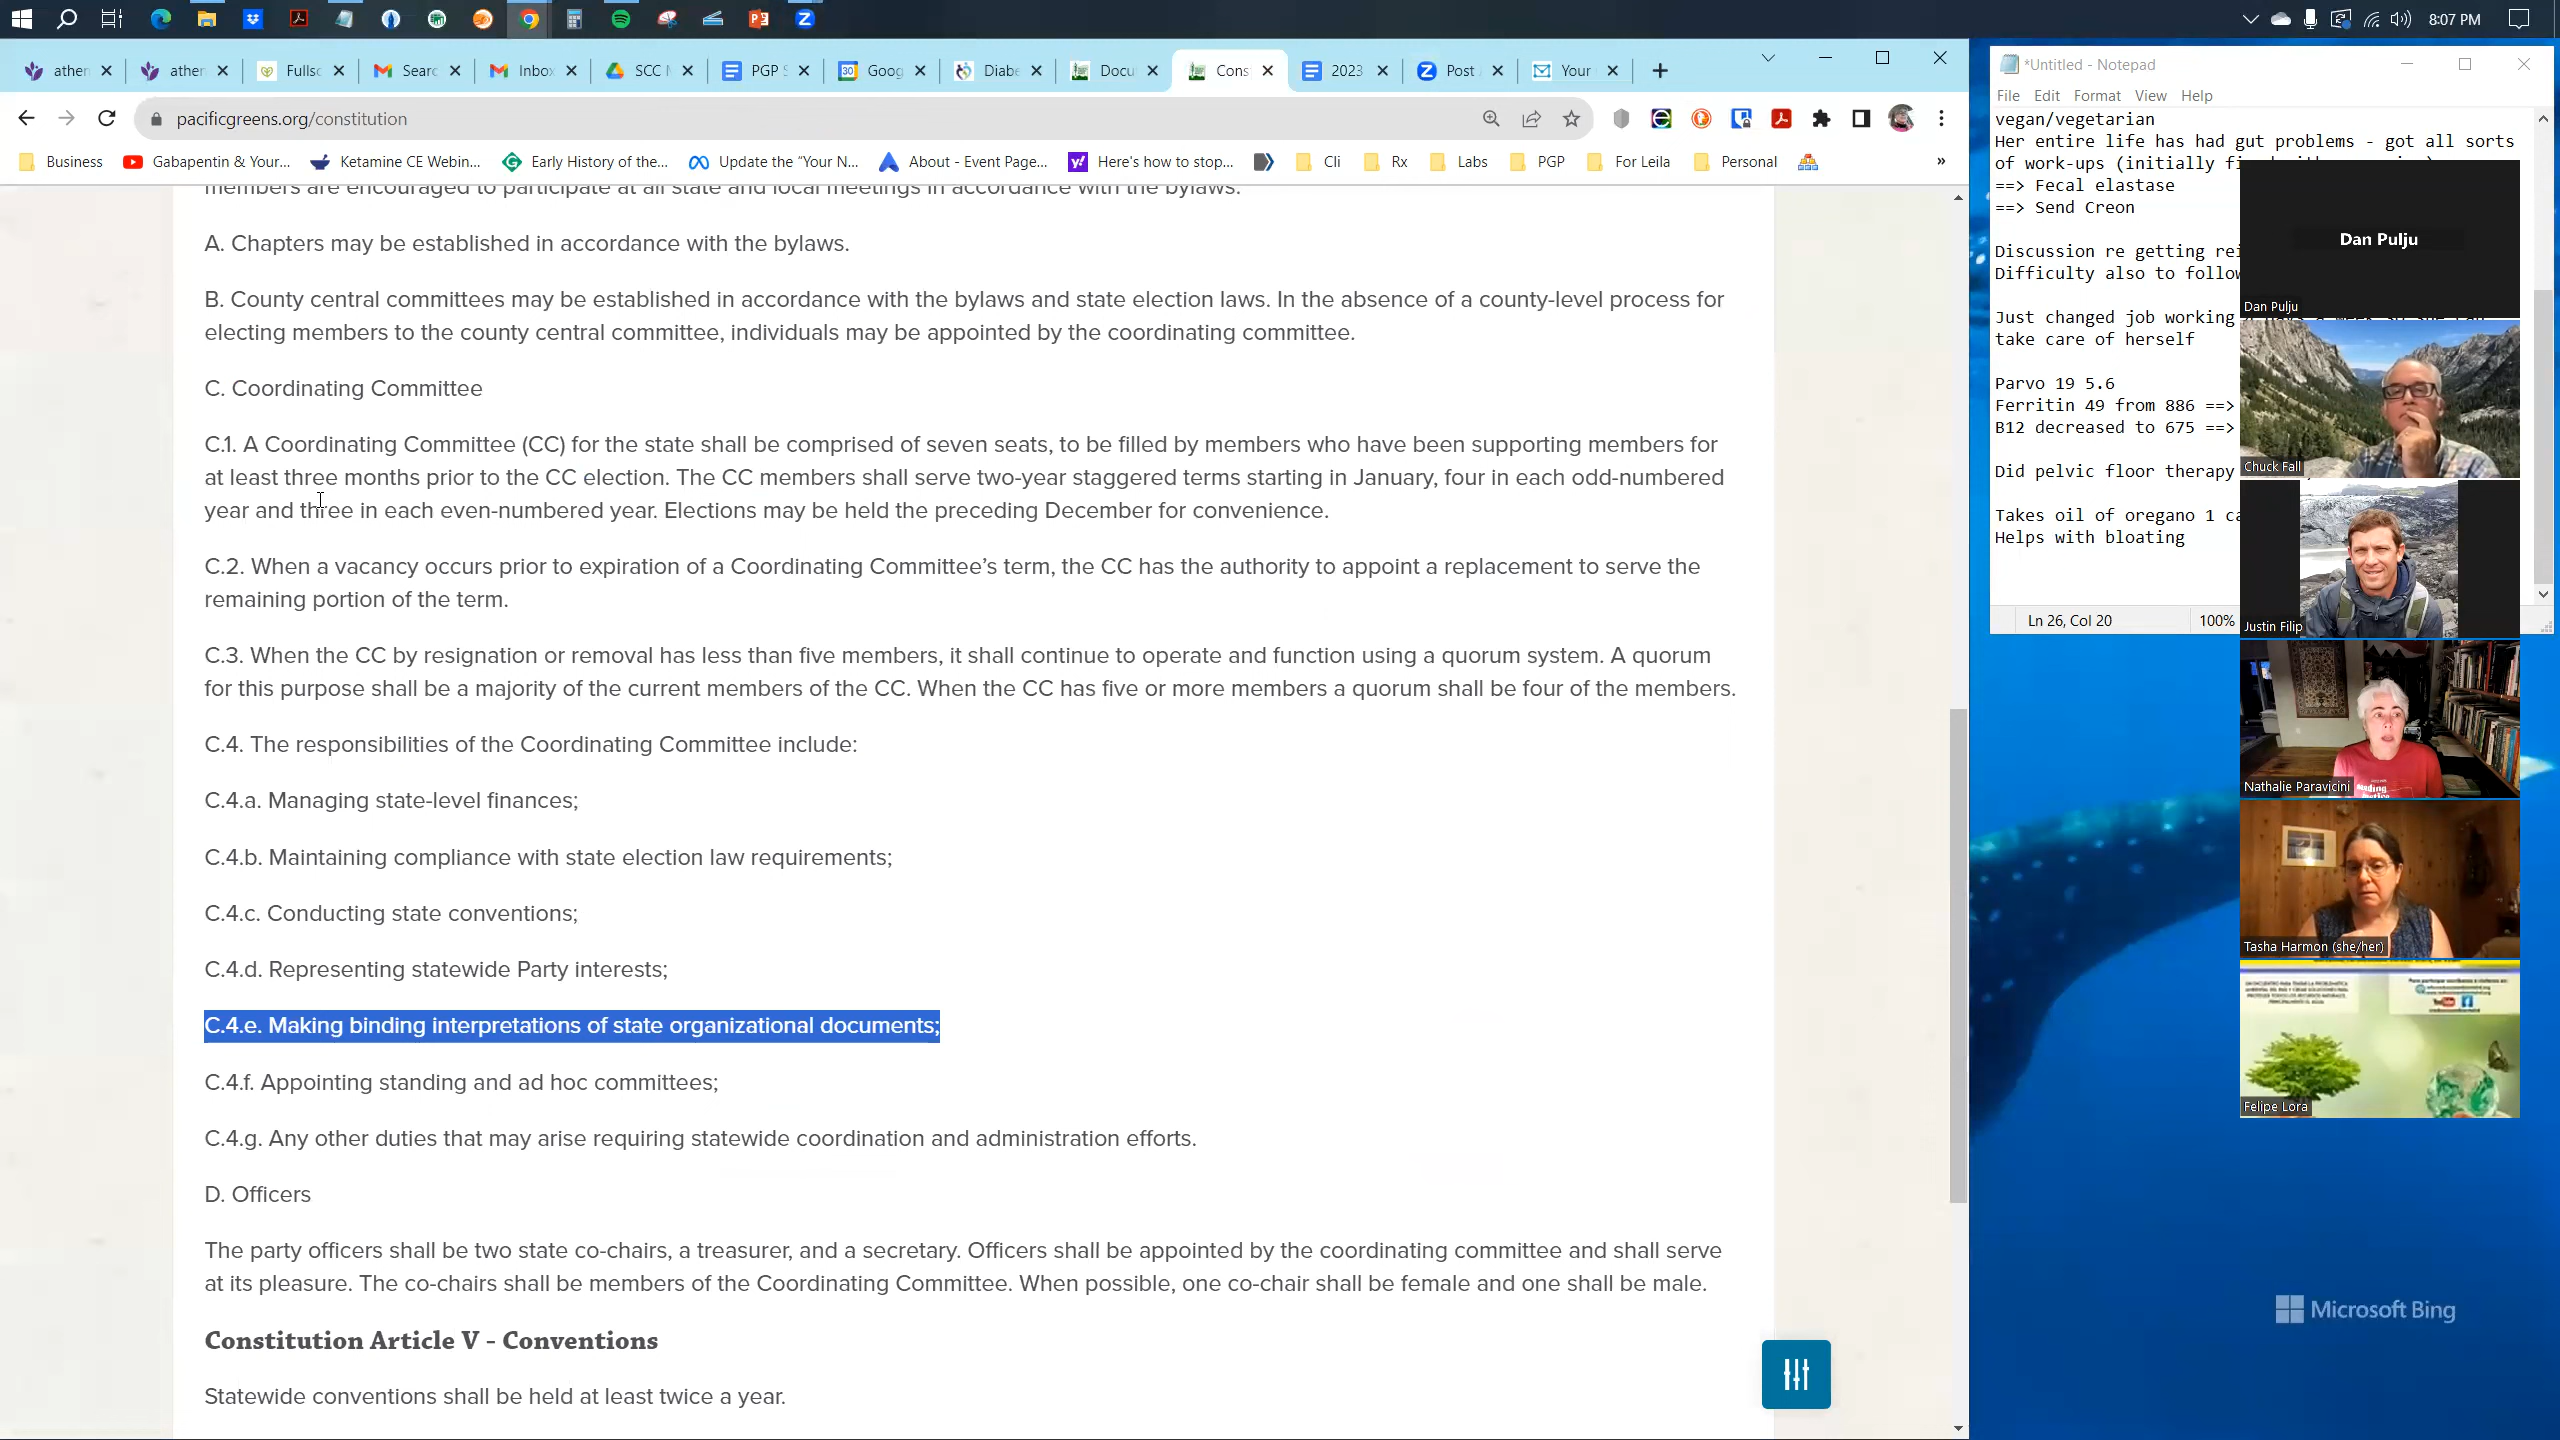 8:07 PM
ather
ather
Fullsc
Searc
Inbox
SCC M
PGP S
Goog
Diabe
Docu
Cons
2023
Post
Your
pacificgreens.org/constitution
Business
Gabapentin & Your...
Ketamine CE Webin...
Early History of the...
Update the “Your N...
About - Event Page...
Here's how to stop...
Cli
Rx
Labs
PGP
For Leila
Personal
members are encouraged to participate at all state and local meetings in accordance with the bylaws.
A. Chapters may be established in accordance with the bylaws.
B. County central committees may be established in accordance with the bylaws and state election laws. In the absence of a county-level process for
electing members to the county central committee, individuals may be appointed by the coordinating committee.
C. Coordinating Committee
C.1. A Coordinating Committee (CC) for the state shall be comprised of seven seats, to be filled by members who have been supporting members for
at least three months prior to the CC election. The CC members shall serve two-year staggered terms starting in January, four in each odd-numbered
year and three in each even-numbered year. Elections may be held the preceding December for convenience.
C.2. When a vacancy occurs prior to expiration of a Coordinating Committee’s term, the CC has the authority to appoint a replacement to serve the
remaining portion of the term.
C.3. When the CC by resignation or removal has less than five members, it shall continue to operate and function using a quorum system. A quorum
for this purpose shall be a majority of the current members of the CC. When the CC has five or more members a quorum shall be four of the members.
C.4. The responsibilities of the Coordinating Committee include:
C.4.a. Managing state-level finances;
C.4.b. Maintaining compliance with state election law requirements;
C.4.c. Conducting state conventions;
C.4.d. Representing statewide Party interests;
C.4.e. Making binding interpretations of state organizational documents;
C.4.f. Appointing standing and ad hoc committees;
C.4.g. Any other duties that may arise requiring statewide coordination and administration efforts.
D. Officers
The party officers shall be two state co-chairs, a treasurer, and a secretary. Officers shall be appointed by the coordinating committee and shall serve
at its pleasure. The co-chairs shall be members of the Coordinating Committee. When possible, one co-chair shall be female and one shall be male.
Constitution Article V - Conventions
Statewide conventions shall be held at least twice a year.
*Untitled - Notepad
File Edit Format View Help
vegan/vegetarian
Her entire life has had gut problems - got all sorts
of work-ups (initially
==> Fecal elastase
==> Send Creon
Discussion re getting
Difficulty also to
Just changed job working
take care of herself
Parvo 19 5.6
Ferritin 49 from 886 ==>
B12 decreased to 675 ==>
Did pelvic floor therapy
Takes oil of oregano 1
Helps with bloating
Ln 26, Col 20
100%
Dan Pulju
Dan Pulju
Chuck Fall
Justin Filip
Nathalie Paravicini
Tasha Harmon (she/her)
Felipe Lora
Microsoft Bing